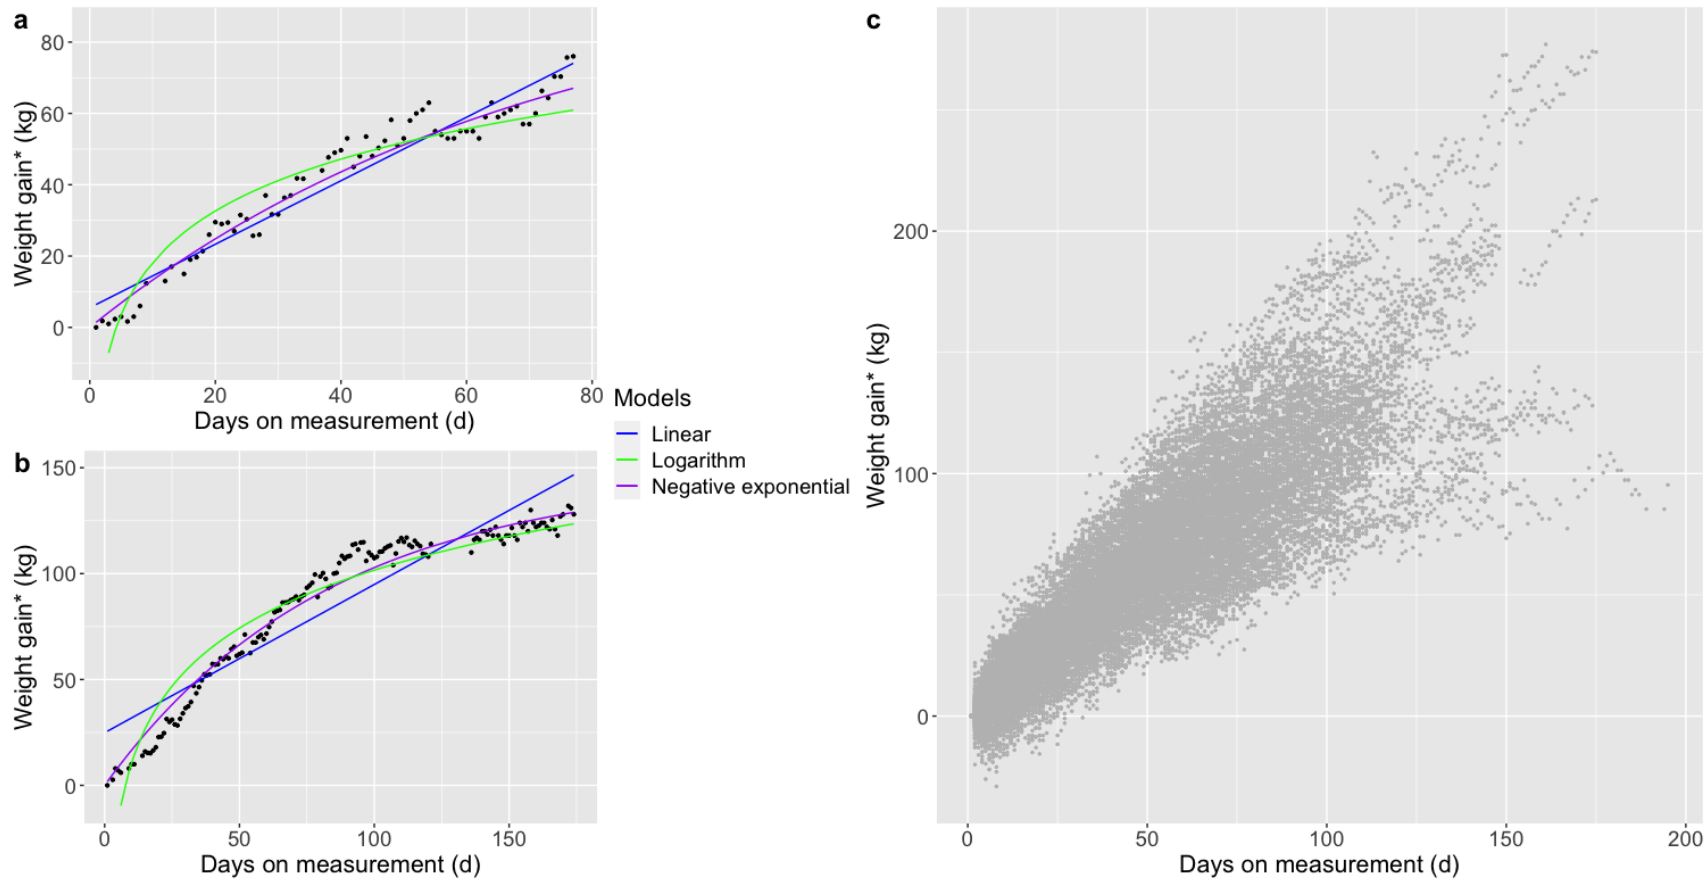 a
80
60
40
20
0
Weight gain* (kg)
0 20 40 60 80
Days on measurement (d)
b
150
100
50
0
Weight gain* (kg)
0 50 100 150
Days on measurement (d)
Models
Linear
Logarithm
Negative exponential
c
200
100
0
Weight gain* (kg)
0 50 100 150 200
Days on measurement (d)